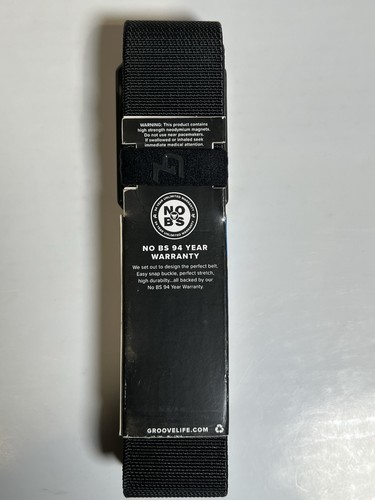 WARNING: This product contains
high strength neodymium magnets.
Do not use near pacemakers.
If swallowed or inhaled seek
immediate medical attention.
NO
BS
NO BS 94 YEAR
WARRANTY
We set out to design the perfect belt.
Easy snap buckle, perfect stretch,
high durabilty...all backed by our
No BS 94 Year Warranty.
GROOVELIFE.COM